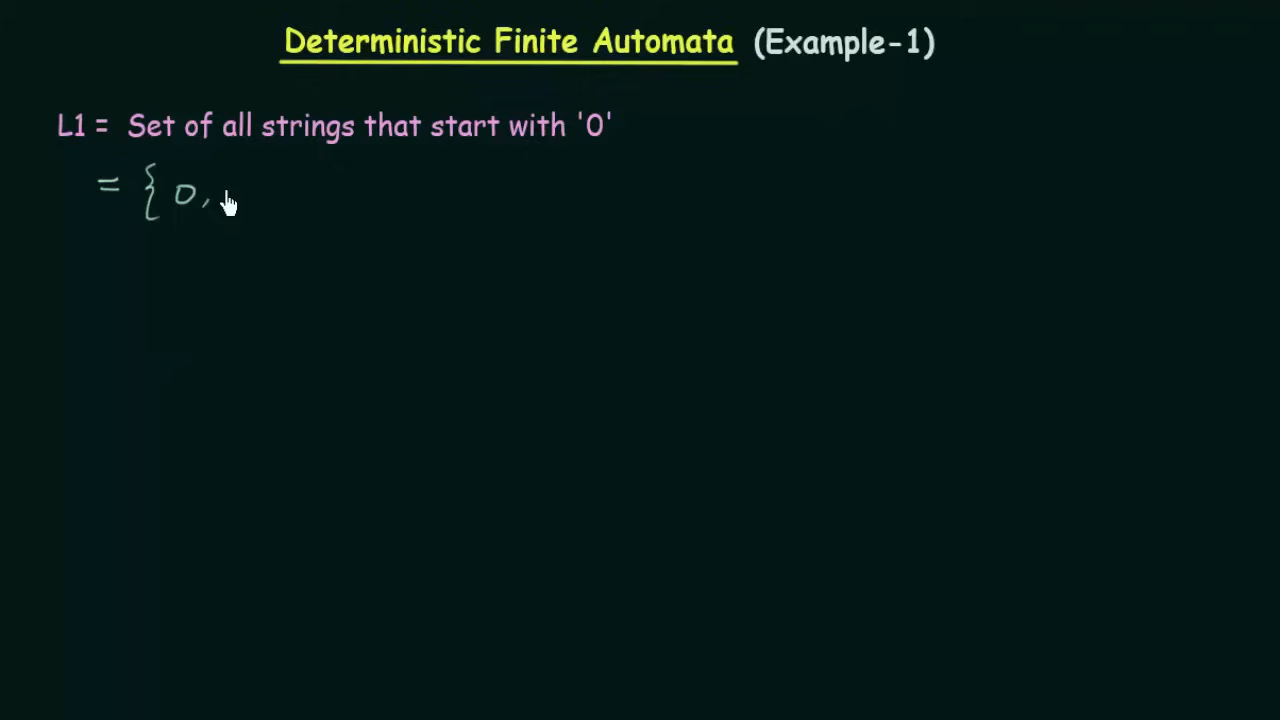 Deterministic Finite Automata (Example-1)
L1 = Set of all strings that start with '0'
= { 0,